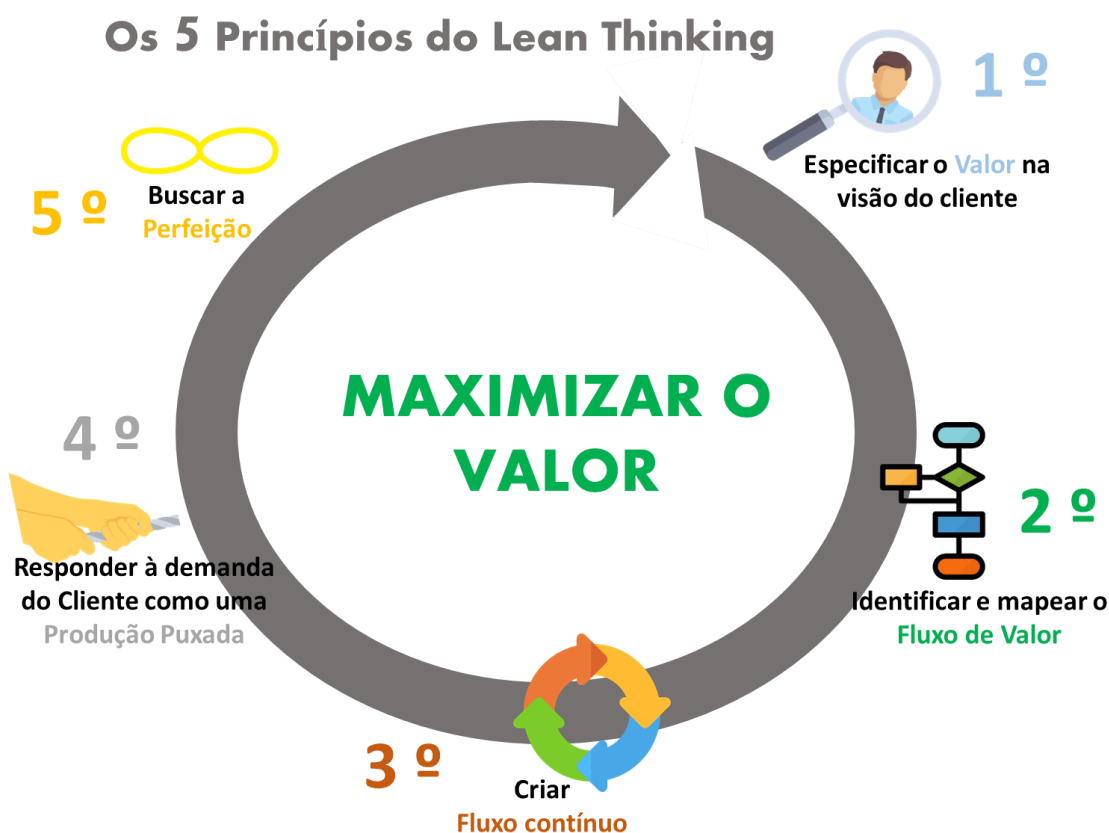 Os 5 Princípios do Lean Thinking
1 º
Especificar o Valor na
visão do cliente
2 º
Identificar e mapear o
Fluxo de Valor
3 º
Criar
Fluxo contínuo
4 º
Responder à demanda
do Cliente como uma
Produção Puxada
5 º
Buscar a
Perfeição
MAXIMIZAR O
VALOR